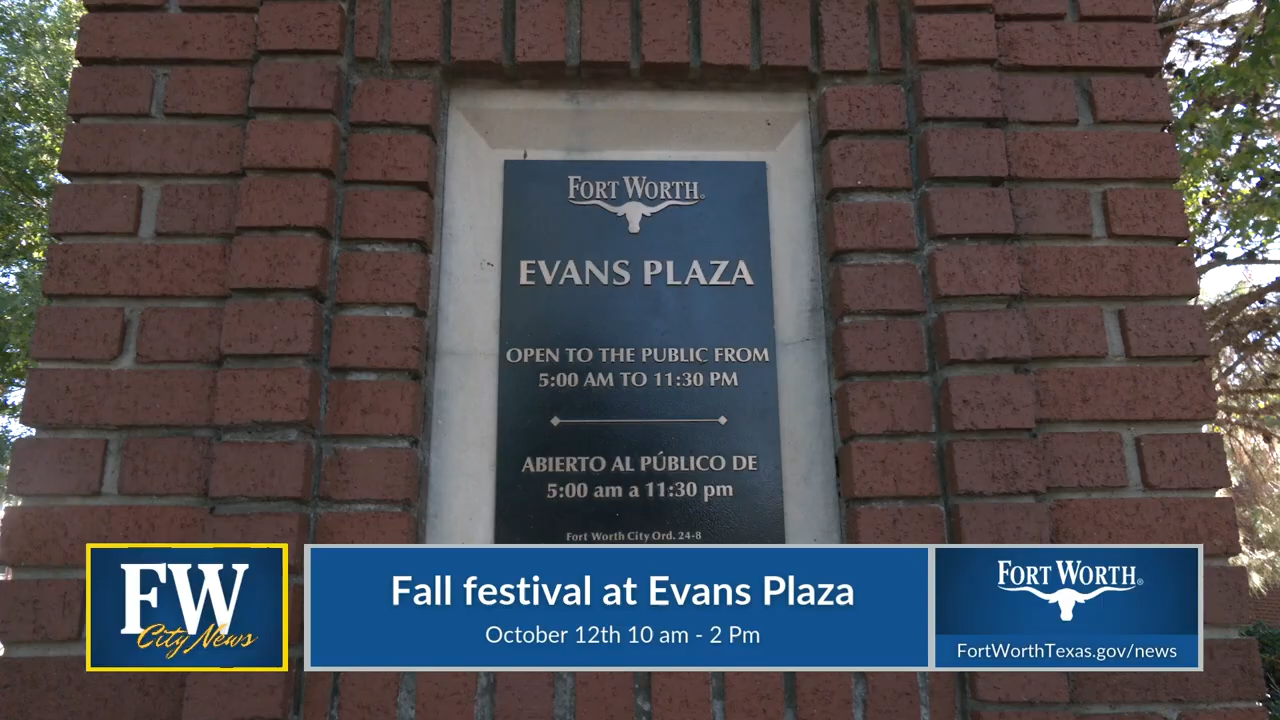 FORT WORTH®
EVANS PLAZA
OPEN TO THE PUBLIC FROM
5:00 AM TO 11:30 PM
ABIERTO AL PÚBLICO DE
5:00 am a 11:30 pm
Fort Worth City Ord. 24-8
FW
City News
Fall festival at Evans Plaza
October 12th 10 am - 2 Pm
FORT WORTH®
FortWorthTexas.gov/news